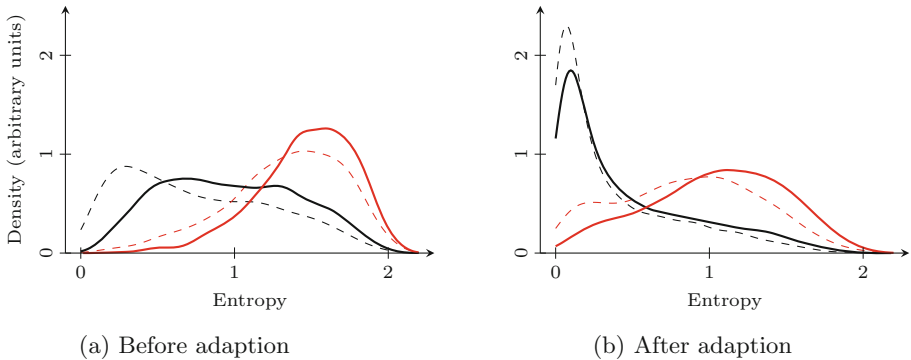 Density (arbitrary units)
2
1
0
0 1 2
Entropy
(a) Before adaption
2
1
0
0 1 2
Entropy
(b) After adaption